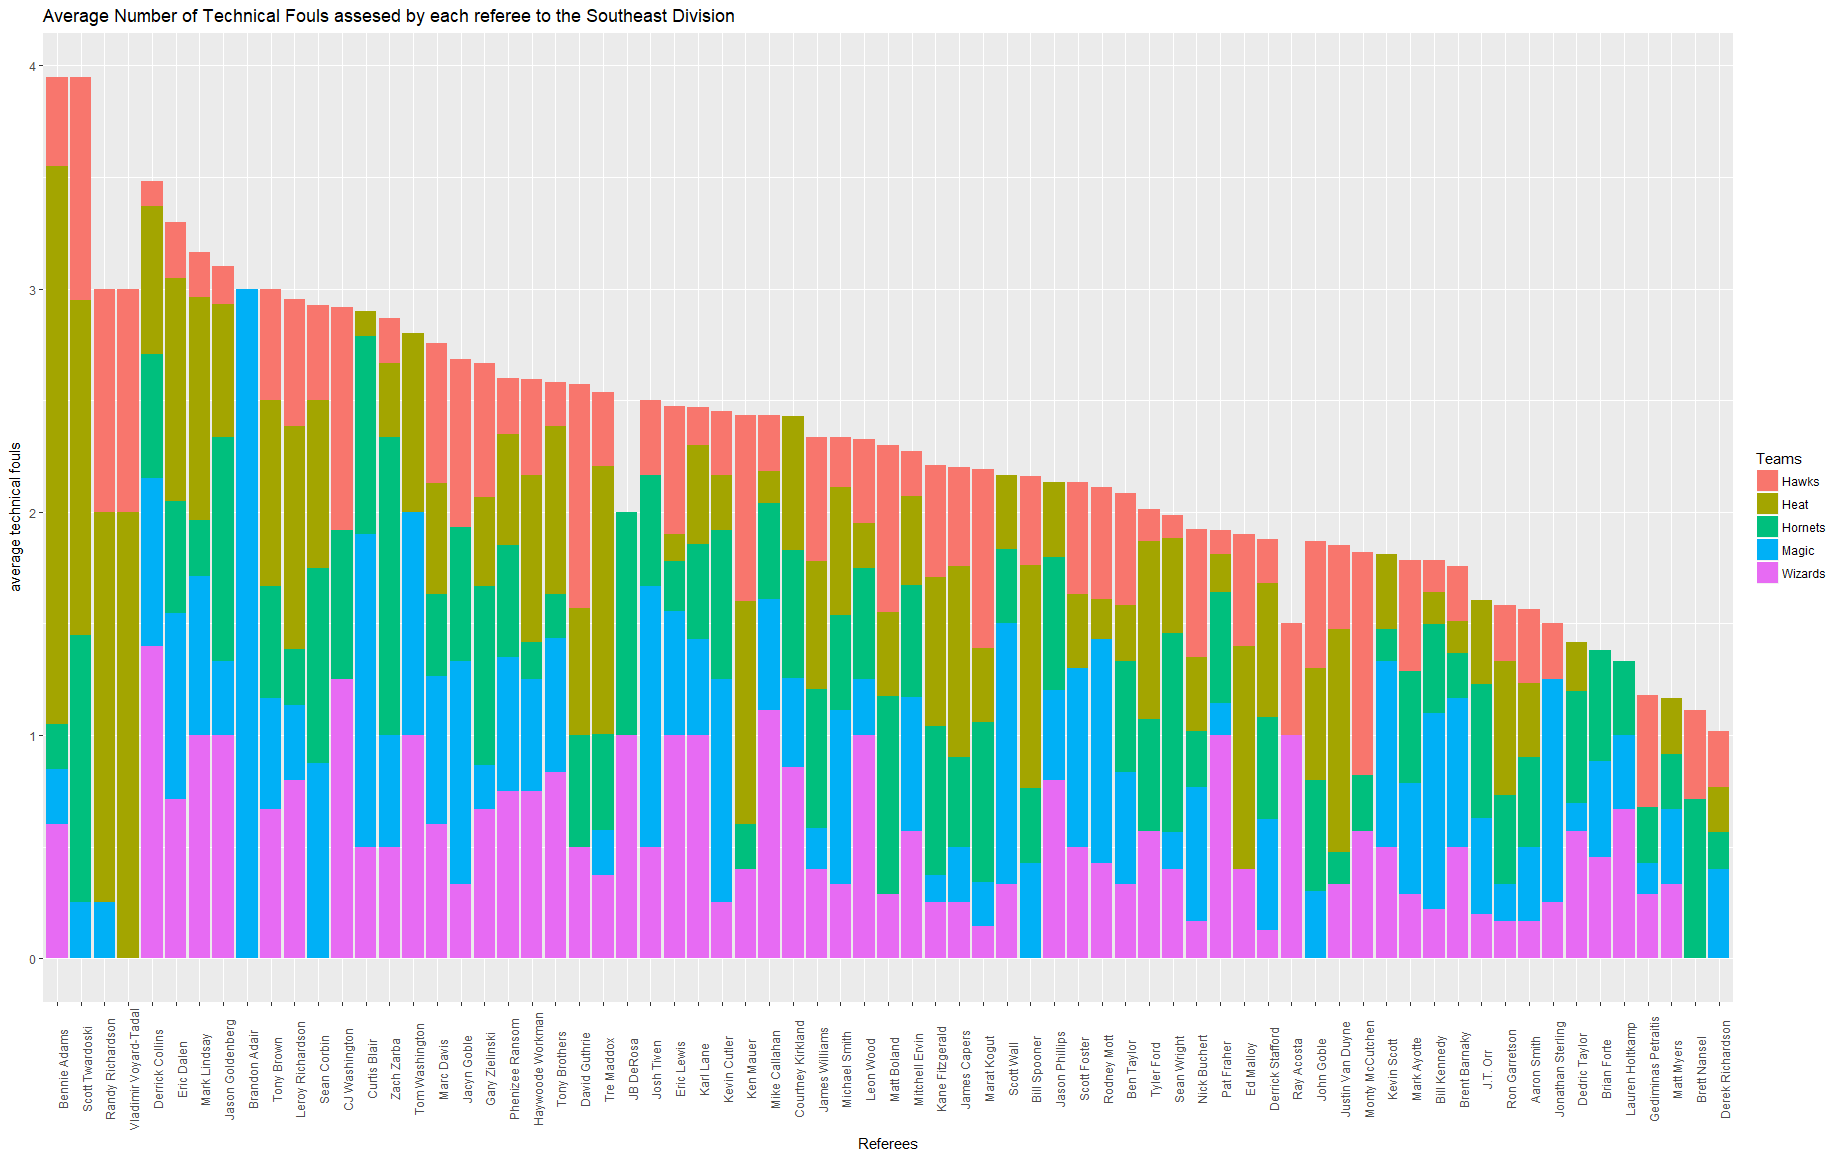 Average Number of Technical Fouls assesed by each referee to the Southeast Division
average technical fouls
4
3
2
1
0
Bennie Adams
Scott Twardoski
Randy Richardson
Vladimir Voyard-Tadal
Derrick Collins
Eric Dalen
Mark Lindsay
Jason Goldenberg
Brandon Adair
Tony Brown
Leroy Richardson
Sean Corbin
CJ Washington
Curtis Blair
Zach Zarba
Tom Washington
Marc Davis
Jacyn Goble
Gary Zielinski
Phenizee Ransom
Haywoode Workman
Tony Brothers
David Guthrie
Tre Maddox
JB DeRosa
Josh Tiven
Eric Lewis
Karl Lane
Kevin Cutler
Ken Mauer
Mike Callahan
Courtney Kirkland
James Williams
Michael Smith
Leon Wood
Matt Boland
Mitchell Ervin
Kane Fitzgerald
James Capers
Marat Kogut
Scott Wall
Bill Spooner
Jason Phillips
Scott Foster
Rodney Mott
Ben Taylor
Tyler Ford
Sean Wright
Nick Buchert
Pat Fraher
Ed Malloy
Derrick Stafford
Ray Acosta
John Goble
Justin Van Duyne
Monty McCutchen
Kevin Scott
Mark Ayotte
Bill Kennedy
Brent Barnaky
J.T. Orr
Ron Garretson
Aaron Smith
Jonathan Sterling
Dedric Taylor
Brian Forte
Lauren Holtkamp
Gediminas Petraitis
Matt Myers
Brett Nansel
Derek Richardson
Referees
Teams
Hawks
Heat
Hornets
Magic
Wizards